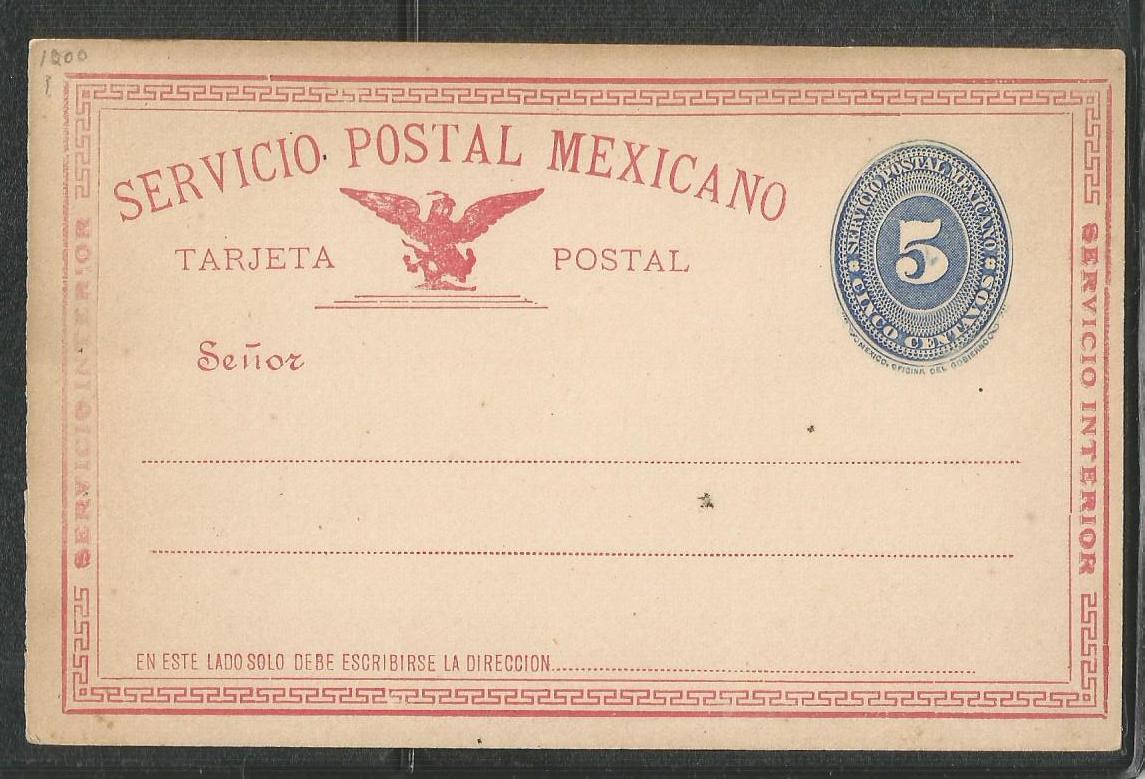 1200
SERVICIO POSTAL MEXICANO
TARJETA POSTAL
SERVICIO POSTAL MEXICANO
5
CINCO CENTAVOS
MEXICO. OFICINA DEL GOBIERNO
Señor
SERVICIO INTERIOR
SERVICIO INTERIOR
EN ESTE LADO SOLO DEBE ESCRIBIRSE LA DIRECCION